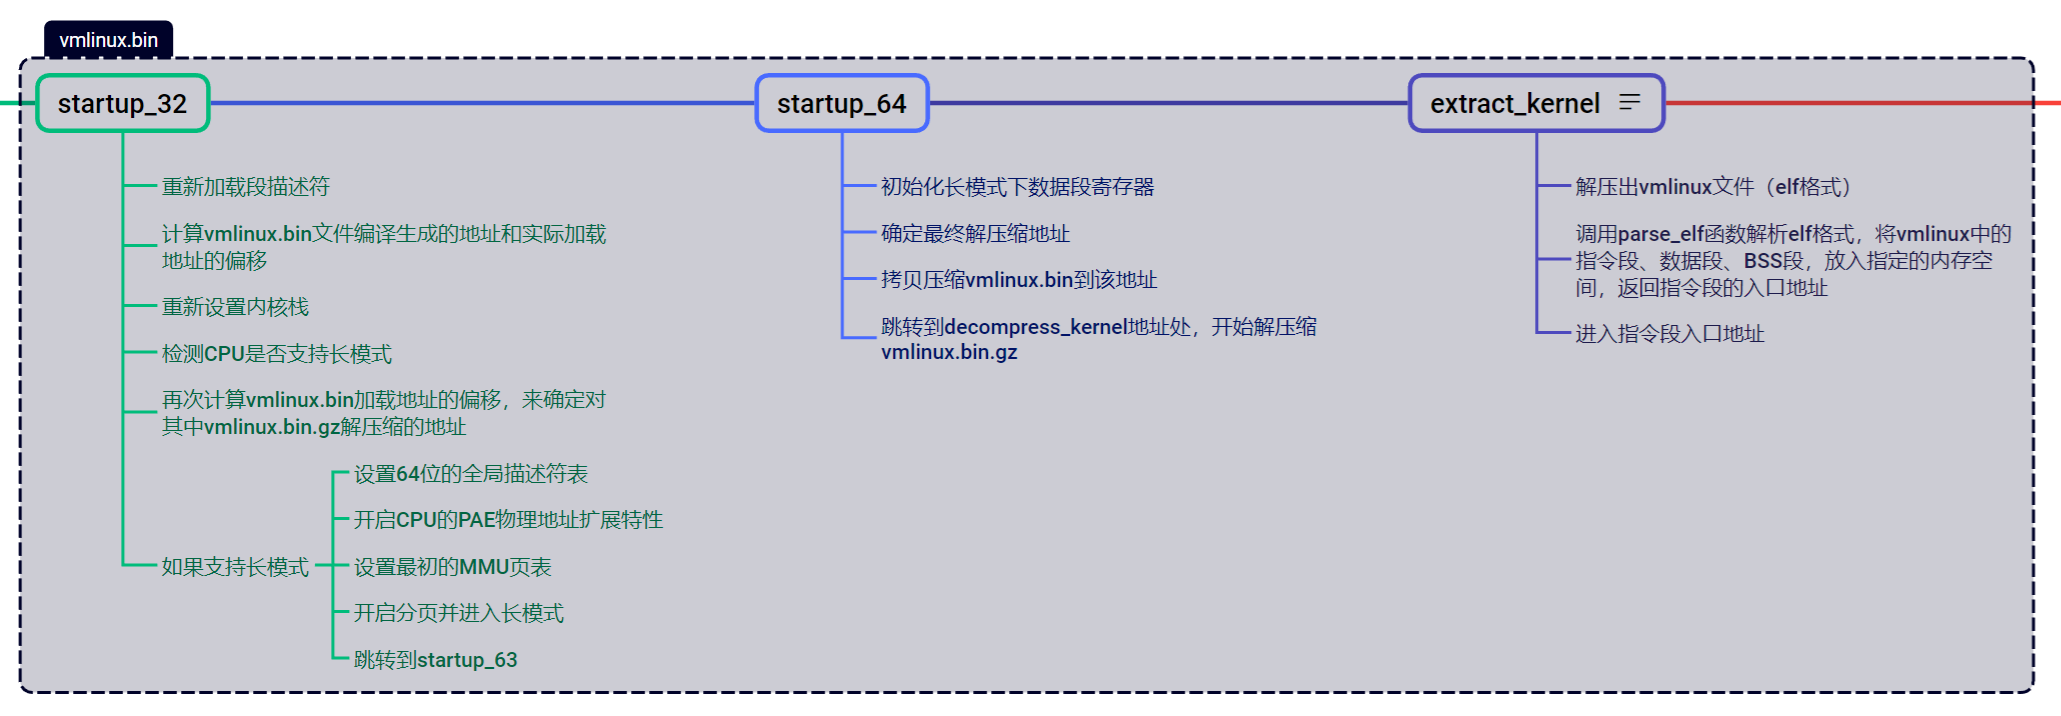 vmlinux.bin
startup_32
重新加载段描述符
计算vmlinux.bin文件编译生成的地址和实际加载
地址的偏移
重新设置内核栈
检测CPU是否支持长模式
再次计算vmlinux.bin加载地址的偏移，来确定对
其中vmlinux.bin.gz解压缩的地址
如果支持长模式
设置64位的全局描述符表
开启CPU的PAE物理地址扩展特性
设置最初的MMU页表
开启分页并进入长模式
跳转到startup_63
startup_64
初始化长模式下数据段寄存器
确定最终解压缩地址
拷贝压缩vmlinux.bin到该地址
跳转到decompress_kernel地址处，开始解压缩
vmlinux.bin.gz
extract_kernel
解压出vmlinux文件（elf格式）
调用parse_elf函数解析elf格式，将vmlinux中的
指令段、数据段、BSS段，放入指定的内存空
间，返回指令段的入口地址
进入指令段入口地址